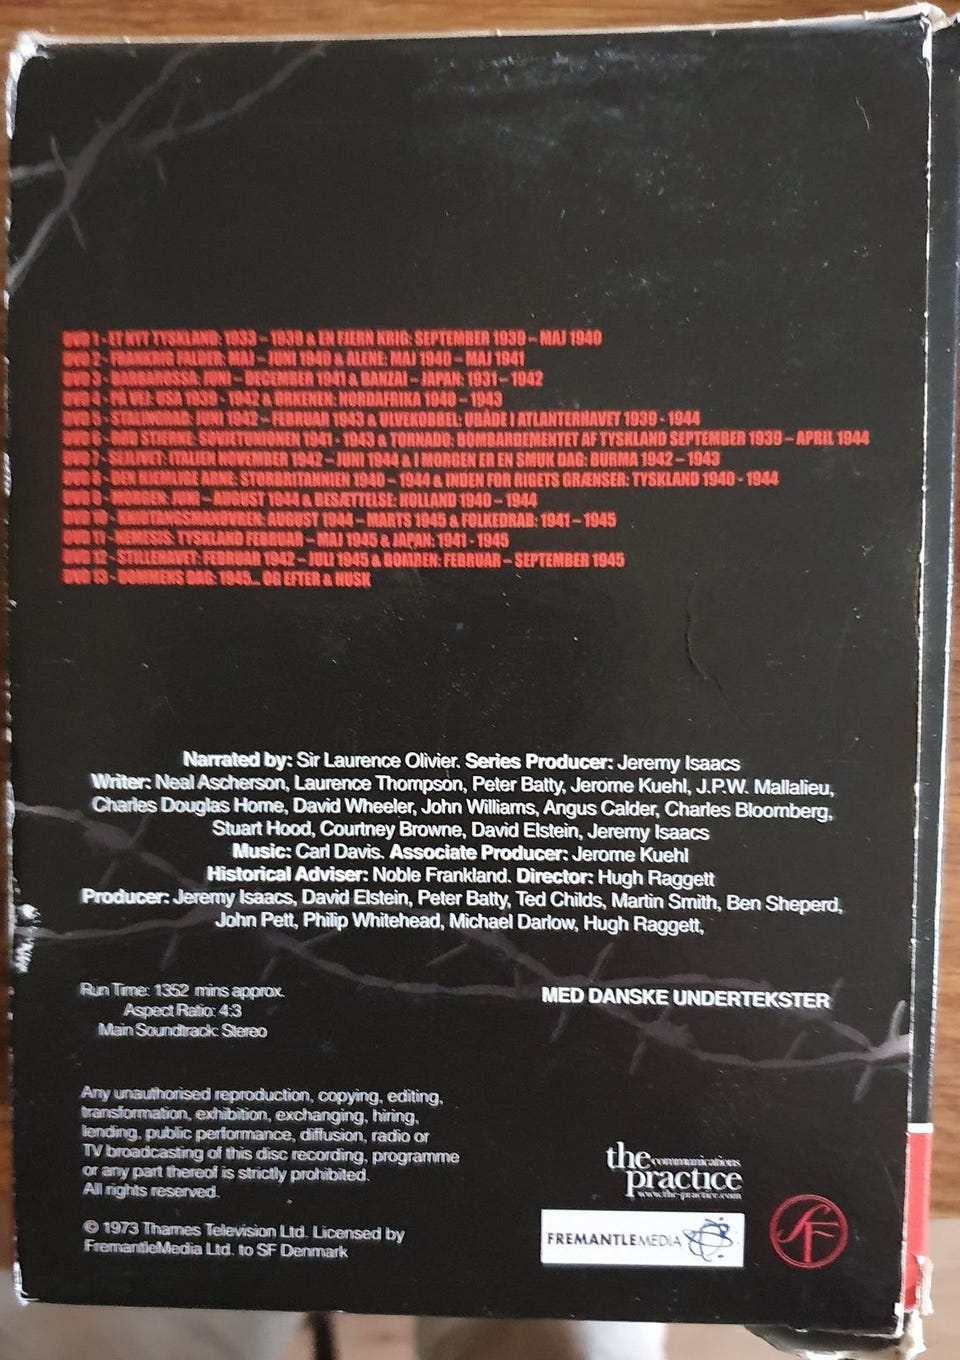 DVD 1 - ET NYT TYSKLAND: 1933 – 1939 & EN FJERN KRIG: SEPTEMBER 1939 – MAJ 1940
DVD 2 - FRANKRIG FALDER: MAJ – JUNI 1940 & ALENE: MAJ 1940 – MAJ 1941
DVD 3 - BARBAROSSA: JUNI – DECEMBER 1941 & BANZAI – JAPAN: 1931 – 1942
DVD 4 - PÅ VEJ: USA 1939 - 1942 & ØRKENEN: NORDAFRIKA 1940 – 1943
DVD 5 - STALINGRAD: JUNI 1942 – FEBRUAR 1943 & ULVEKOBBEL: UBÅDE I ATLANTERHAVET 1939 - 1944
DVD 6 - RØD STJERNE: SOVJETUNIONEN 1941 - 1943 & TORNADO: BOMBARDEMENTET AF TYSKLAND SEPTEMBER 1939 – APRIL 1944
DVD 7 - ITALIEN NOVEMBER 1942 – JUNI 1944 & I MORGEN ER EN SMUK DAG: BURMA 1942 – 1943
DVD 8 - DEN HJEMLIGE ARNE: STORBRITANNIEN 1940 – 1944 & INDEN FOR RIGETS GRÆNSER: TYSKLAND 1940 - 1944
DVD 9 - MORGEN: JUNI – AUGUST 1944 & BESÆTTELSE: HOLLAND 1940 – 1944
DVD 10 - KNIBTANGSMANØVREN: AUGUST 1944 – MARTS 1945 & FOLKEDRAB: 1941 – 1945
DVD 11 - NEMESIS: TYSKLAND FEBRUAR – MAJ 1945 & JAPAN: 1941 - 1945
DVD 12 - STILLEHAVET: FEBRUAR 1942 – JULI 1945 & BOMBEN: FEBRUAR – SEPTEMBER 1945
DVD 13 - DOMMENS DAG: 1945... OG EFTER & HUSK
Narrated by: Sir Laurence Olivier. Series Producer: Jeremy Isaacs
Writer: Neal Ascherson, Laurence Thompson, Peter Batty, Jerome Kuehl, J.P.W. Mallalieu,
Charles Douglas Home, David Wheeler, John Williams, Angus Calder, Charles Bloomberg,
Stuart Hood, Courtney Browne, David Elstein, Jeremy Isaacs
Music: Carl Davis. Associate Producer: Jerome Kuehl
Historical Adviser: Noble Frankland. Director: Hugh Raggett
Producer: Jeremy Isaacs, David Elstein, Peter Batty, Ted Childs, Martin Smith, Ben Sheperd,
John Pett, Philip Whitehead, Michael Darlow, Hugh Raggett,
Run Time: 1352 mins approx.
Aspect Ratio: 4:3
Main Soundtrack: Stereo
MED DANSKE UNDERTEKSTER
Any unauthorised reproduction, copying, editing,
transformation, exhibition, exchanging, hiring,
lending, public performance, diffusion, radio or
TV broadcasting of this disc recording, programme
or any part thereof is strictly prohibited.
All rights reserved.
© 1973 Thames Television Ltd. Licensed by
FremantleMedia Ltd. to SF Denmark
the communications
practice
www.the-practice.com
FREMANTLEMEDIA
SF